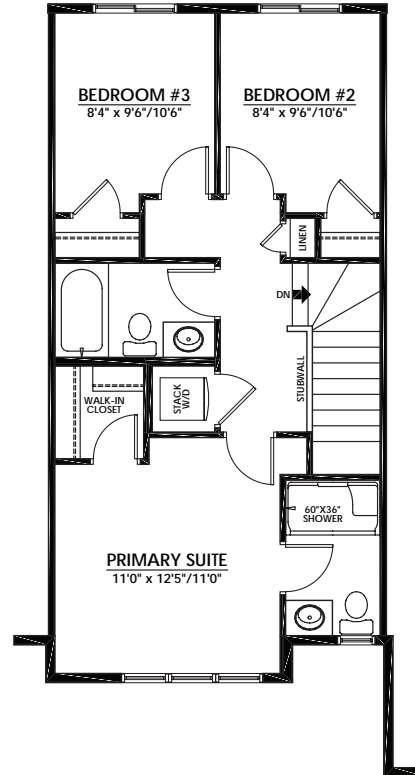 BEDROOM #3
8'4" x 9'6"/10'6"
BEDROOM #2
8'4" x 9'6"/10'6"
LINEN
DN
STUBWALL
WALK-IN
CLOSET
STACK
W/D
60"X36"
SHOWER
PRIMARY SUITE
11'0" x 12'5"/11'0"